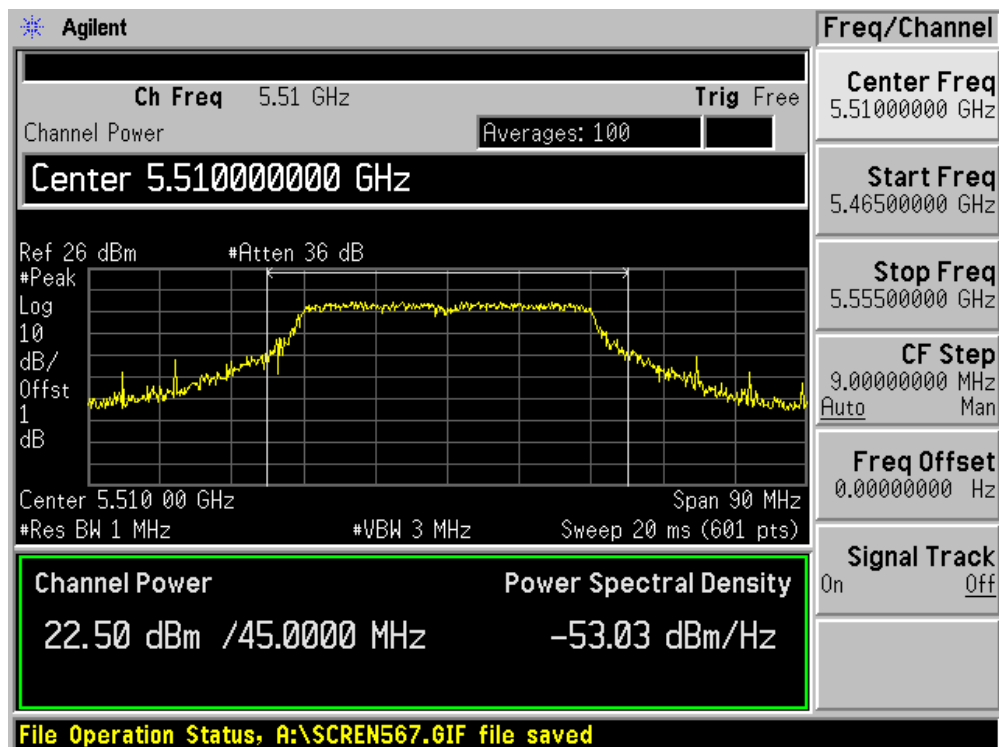 Agilent
Freq/Channel
Ch Freq 5.51 GHz Trig Free
Channel Power Averages: 100
Center 5.510000000 GHz
Ref 26 dBm #Atten 36 dB
#Peak
Log
10
dB/
Offst
1
dB
Center 5.510 00 GHz Span 90 MHz
#Res BW 1 MHz #VBW 3 MHz Sweep 20 ms (601 pts)
Channel Power Power Spectral Density
22.50 dBm /45.0000 MHz -53.03 dBm/Hz
File Operation Status, A:\SCREN567.GIF file saved
Center Freq
5.51000000 GHz
Start Freq
5.46500000 GHz
Stop Freq
5.55500000 GHz
CF Step
9.00000000 MHz
Auto Man
Freq Offset
0.00000000 Hz
Signal Track
On Off